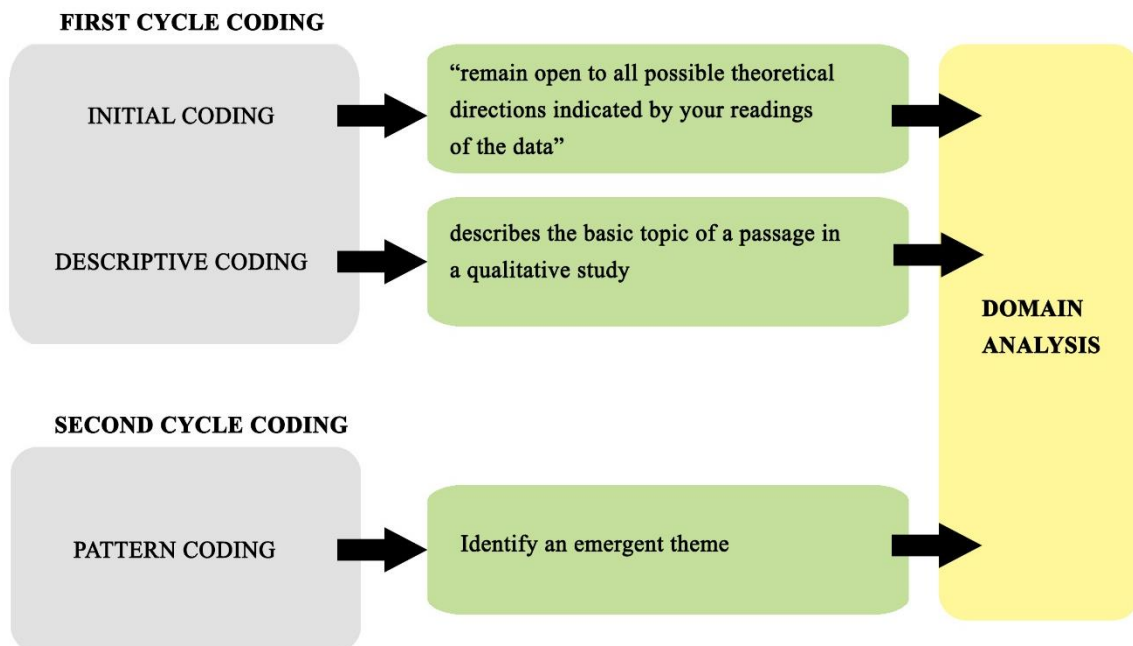 FIRST CYCLE CODING
INITIAL CODING
“remain open to all possible theoretical
directions indicated by your readings
of the data”
DESCRIPTIVE CODING
describes the basic topic of a passage in
a qualitative study
DOMAIN
ANALYSIS
SECOND CYCLE CODING
PATTERN CODING
Identify an emergent theme